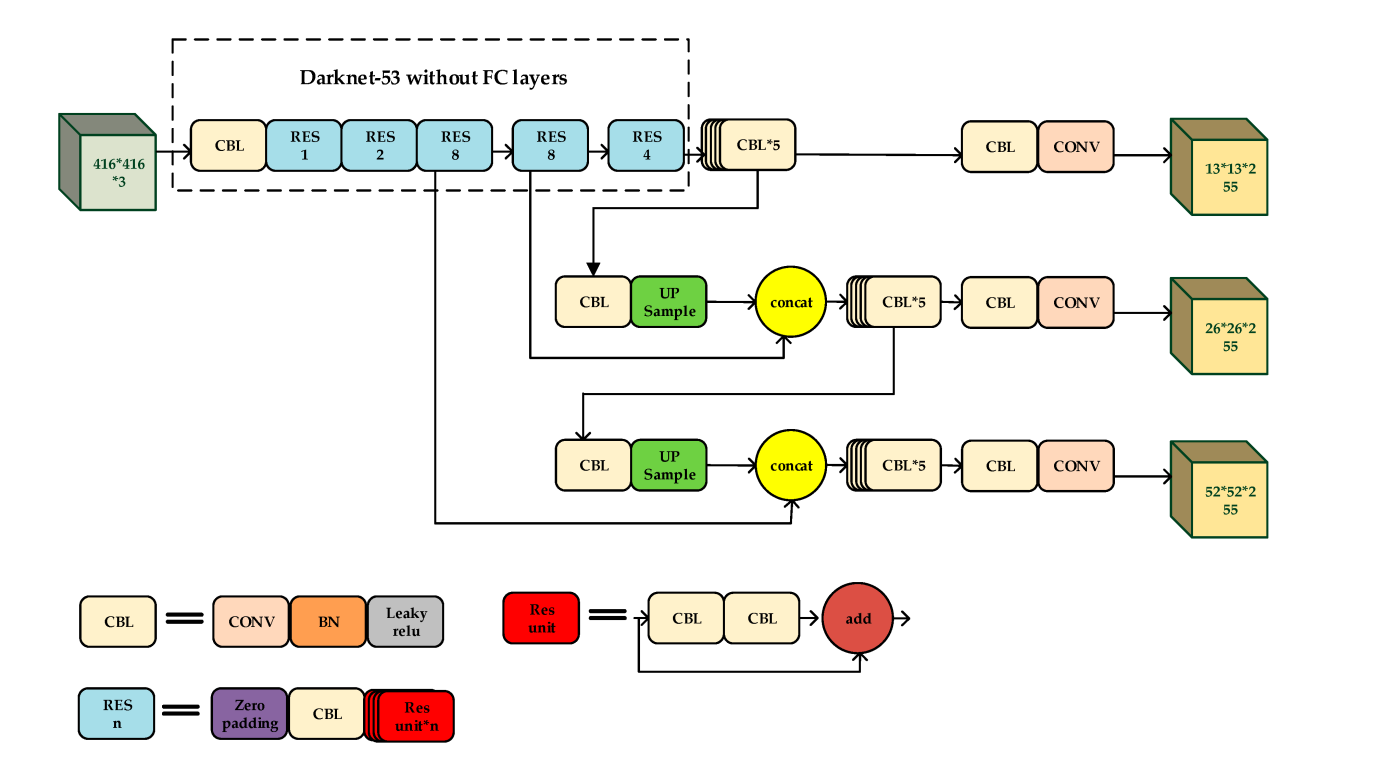 Darknet-53 without FC layers
416*416
*3
CBL
RES
1
RES
2
RES
8
RES
8
RES
4
CBL*5
CBL
CONV
13*13*2
55
CBL
UP
Sample
concat
CBL*5
CBL
CONV
26*26*2
55
CBL
UP
Sample
concat
CBL*5
CBL
CONV
52*52*2
55
CBL
CONV
BN
Leaky
relu
Res
unit
CBL
CBL
add
RES
n
Zero
padding
CBL
Res
unit*n